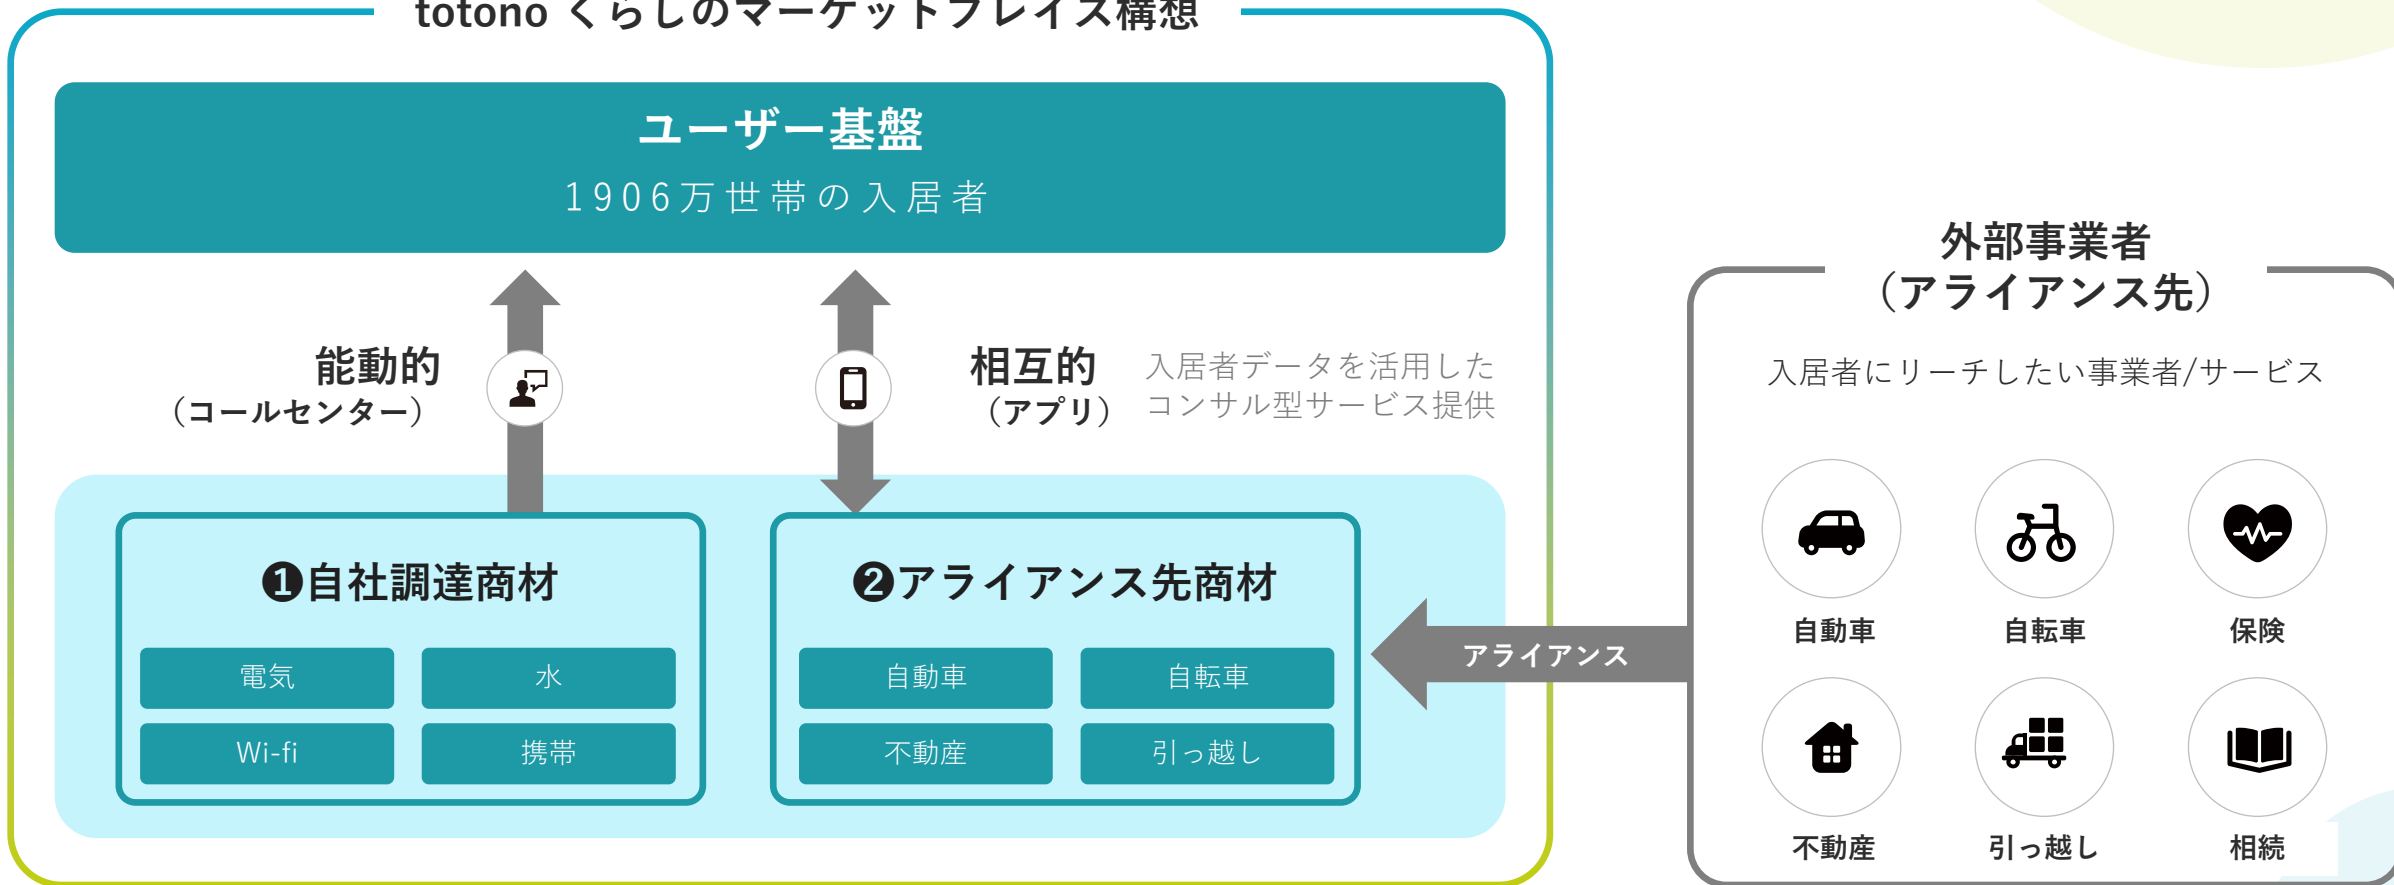 totono くらしのマーケットプレイス構想
ユーザー基盤
1906万世帯の入居者
能動的
（コールセンター）
相互的
（アプリ）
入居者データを活用した
コンサル型サービス提供
❶自社調達商材
電気
水
Wi-fi
携帯
❷アライアンス先商材
自動車
自転車
不動産
引っ越し
アライアンス
外部事業者
（アライアンス先）
入居者にリーチしたい事業者/サービス
自動車
自転車
保険
不動産
引っ越し
相続